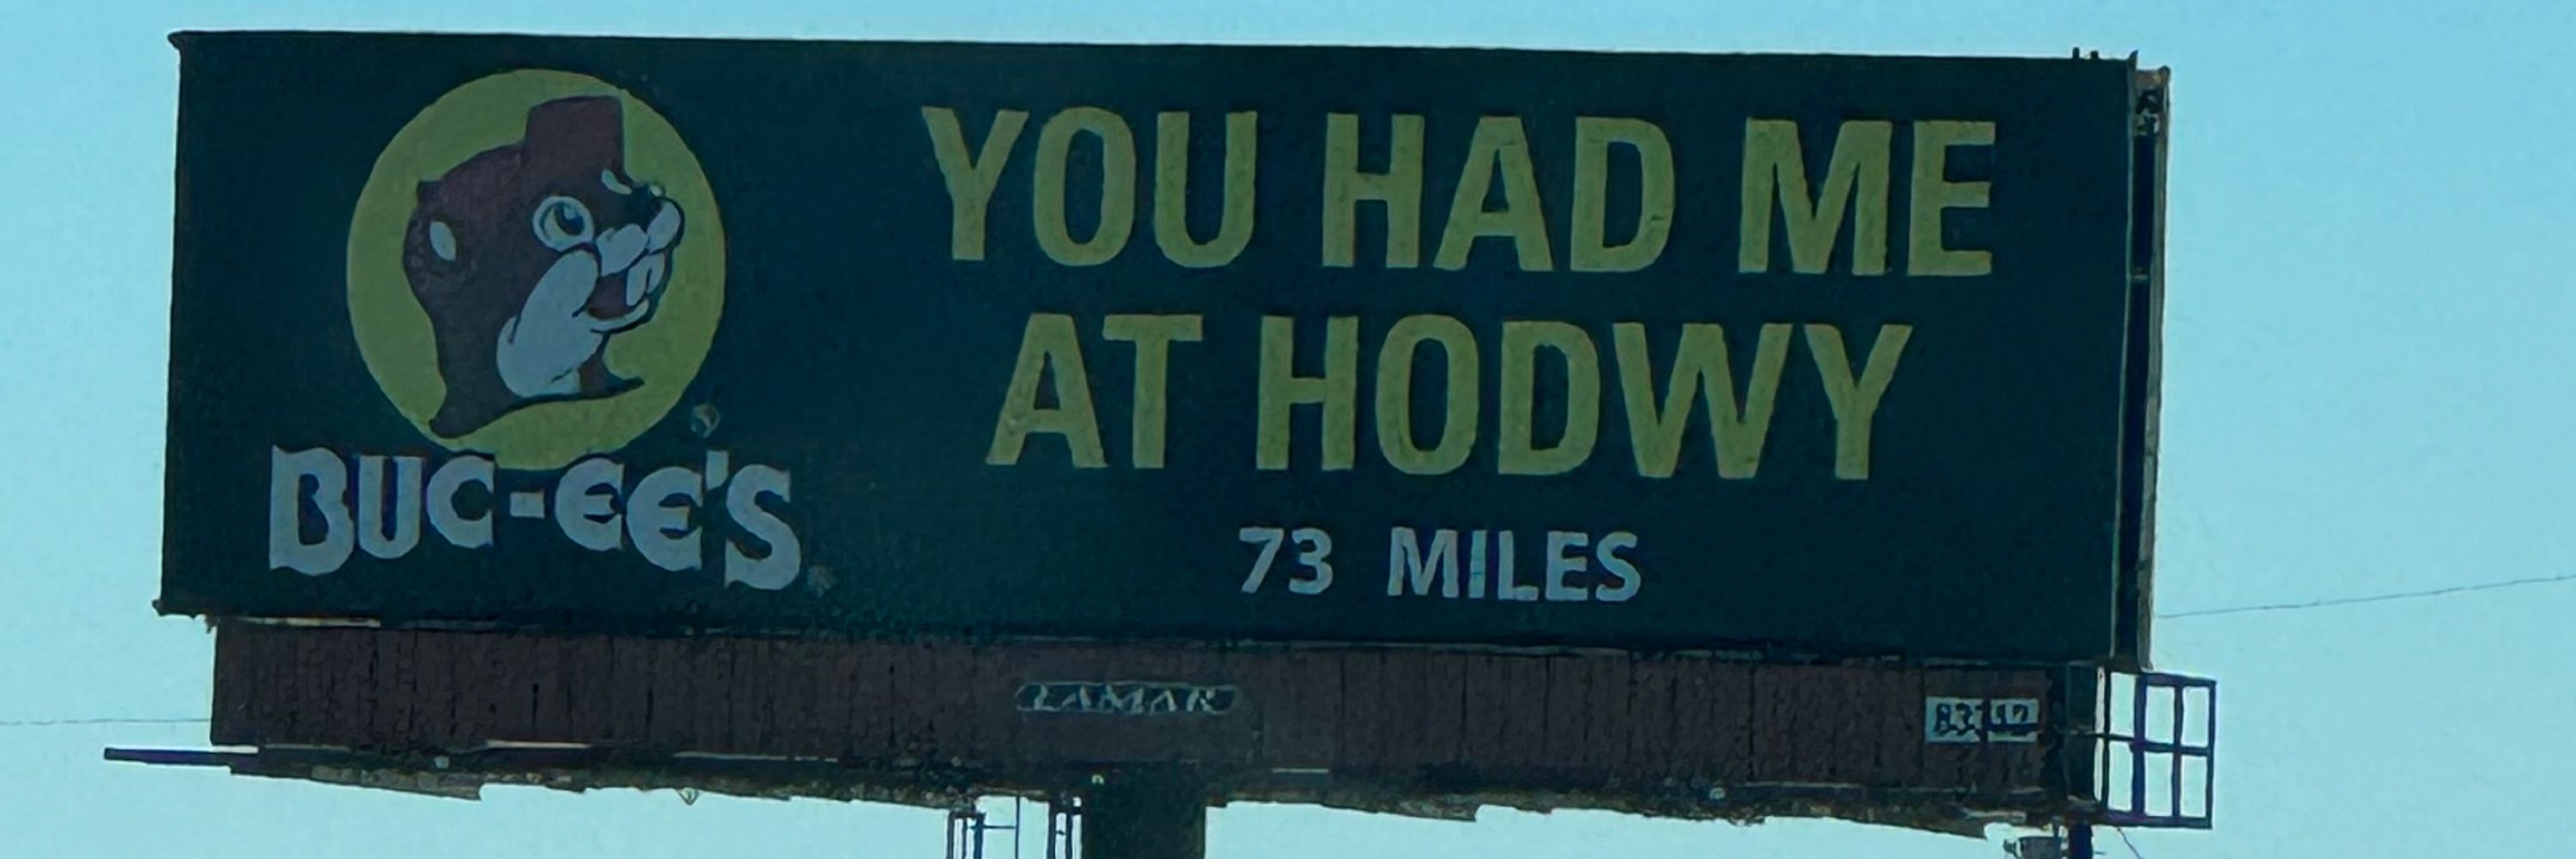 YOU HAD ME
AT HODWY
73 MILES
BUC-EE'S
LAMAR